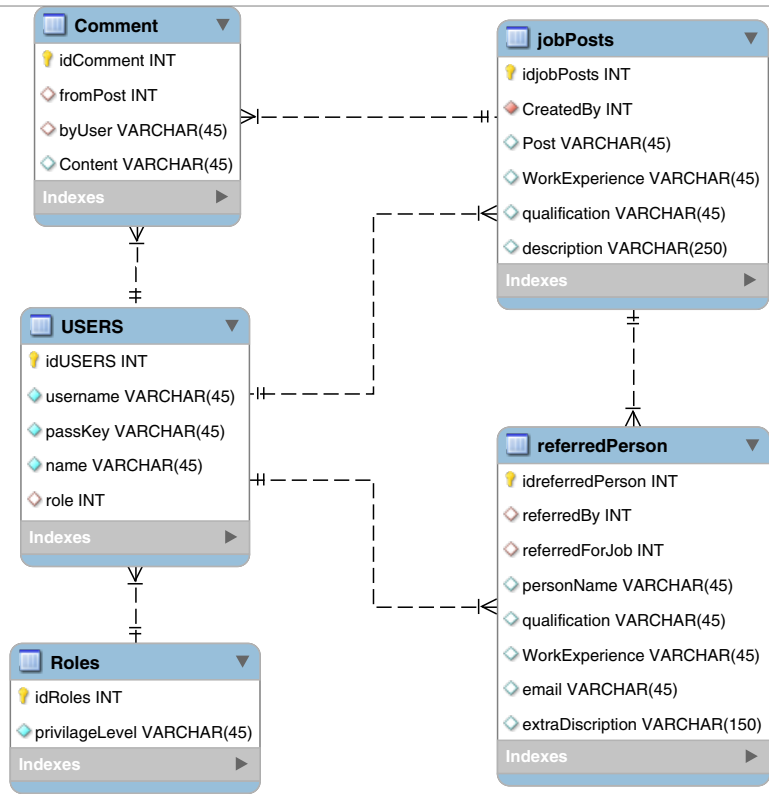 Comment
idComment INT
fromPost INT
byUser VARCHAR(45)
Content VARCHAR(45)
Indexes
jobPosts
idjobPosts INT
CreatedBy INT
Post VARCHAR(45)
WorkExperience VARCHAR(45)
qualification VARCHAR(45)
description VARCHAR(250)
Indexes
USERS
idUSERS INT
username VARCHAR(45)
passKey VARCHAR(45)
name VARCHAR(45)
role INT
Indexes
referredPerson
idreferredPerson INT
referredBy INT
referredForJob INT
personName VARCHAR(45)
qualification VARCHAR(45)
WorkExperience VARCHAR(45)
email VARCHAR(45)
extraDiscription VARCHAR(150)
Indexes
Roles
idRoles INT
privilageLevel VARCHAR(45)
Indexes